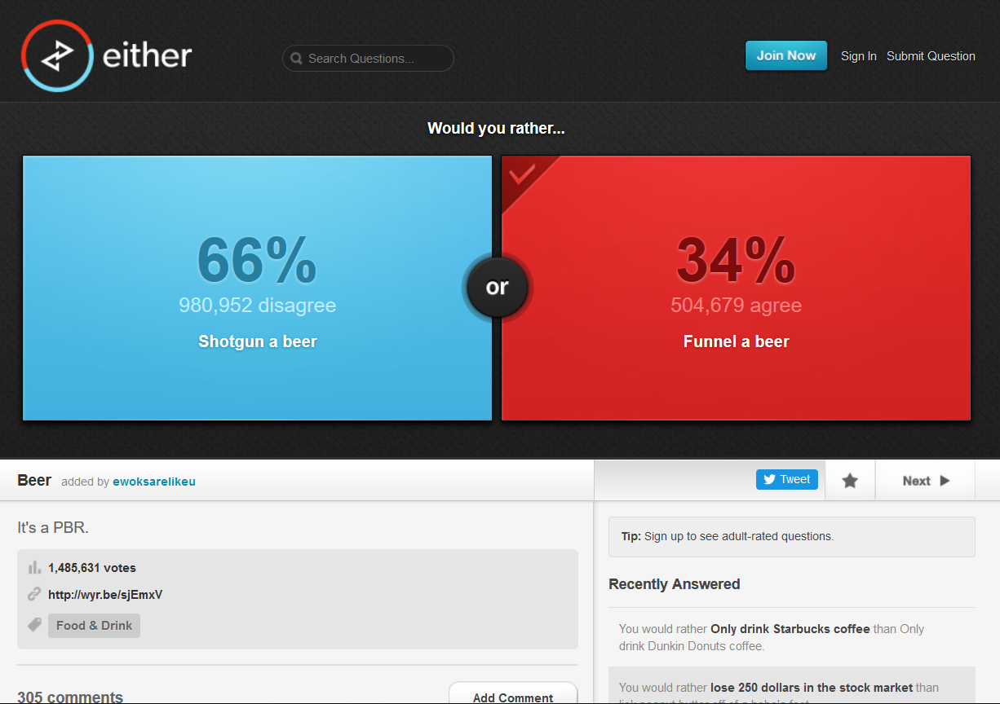 either
Search Questions...
Join Now
Sign In
Submit Question
Would you rather...
66%
980,952 disagree
Shotgun a beer
or
34%
504,679 agree
Funnel a beer
Beer added by ewoksarelikeu
Tweet
Next
It's a PBR.
1,485,631 votes
http://wyr.be/sjEmxV
Food & Drink
305 comments
Add Comment
Tip: Sign up to see adult-rated questions.
Recently Answered
You would rather Only drink Starbucks coffee than Only
drink Dunkin Donuts coffee.
You would rather lose 250 dollars in the stock market than